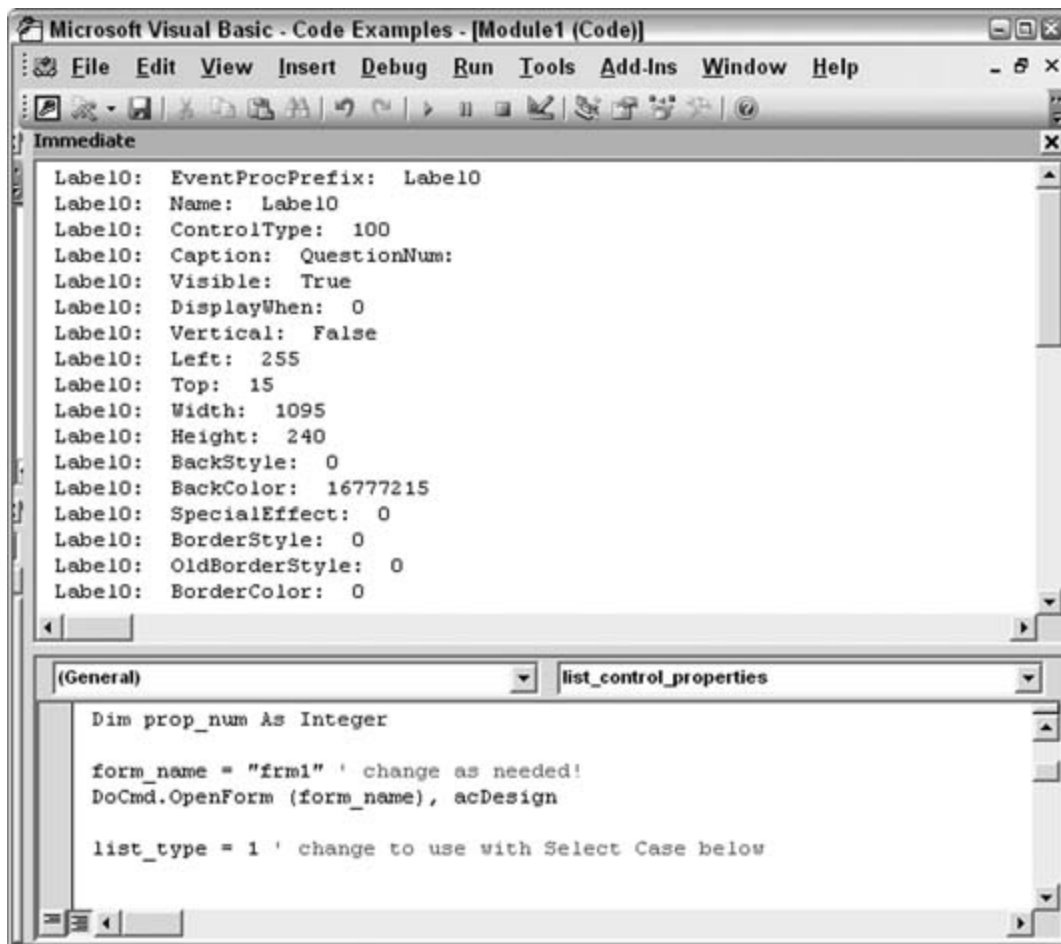 Microsoft Visual Basic - Code Examples - [Module1 (Code)]
File Edit View Insert Debug Run Tools Add-Ins Window Help
Immediate
Label0: EventProcPrefix: Label0
Label0: Name: Label0
Label0: ControlType: 100
Label0: Caption: QuestionNum:
Label0: Visible: True
Label0: DisplayWhen: 0
Label0: Vertical: False
Label0: Left: 255
Label0: Top: 15
Label0: Width: 1095
Label0: Height: 240
Label0: BackStyle: 0
Label0: BackColor: 16777215
Label0: SpecialEffect: 0
Label0: BorderStyle: 0
Label0: OldBorderStyle: 0
Label0: BorderColor: 0
(General) list_control_properties
Dim prop_num As Integer
form_name = "frm1" ' change as needed!
DoCmd.OpenForm (form_name), acDesign
list_type = 1 ' change to use with Select Case below